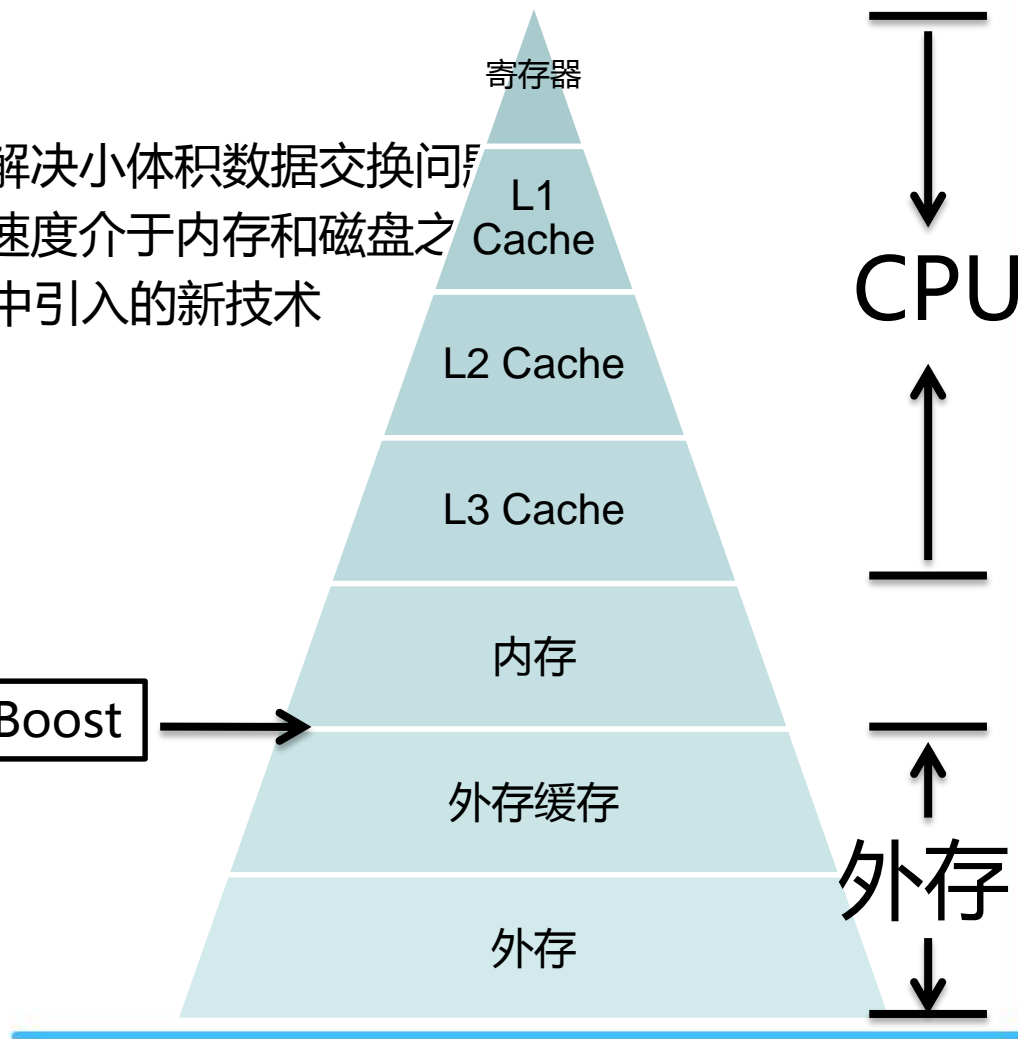 寄存器
解决小体积数据交换问
速度介于内存和磁盘之
中引入的新技术
L1
Cache
CPU
L2 Cache
L3 Cache
内存
Boost
外存缓存
外存
外存